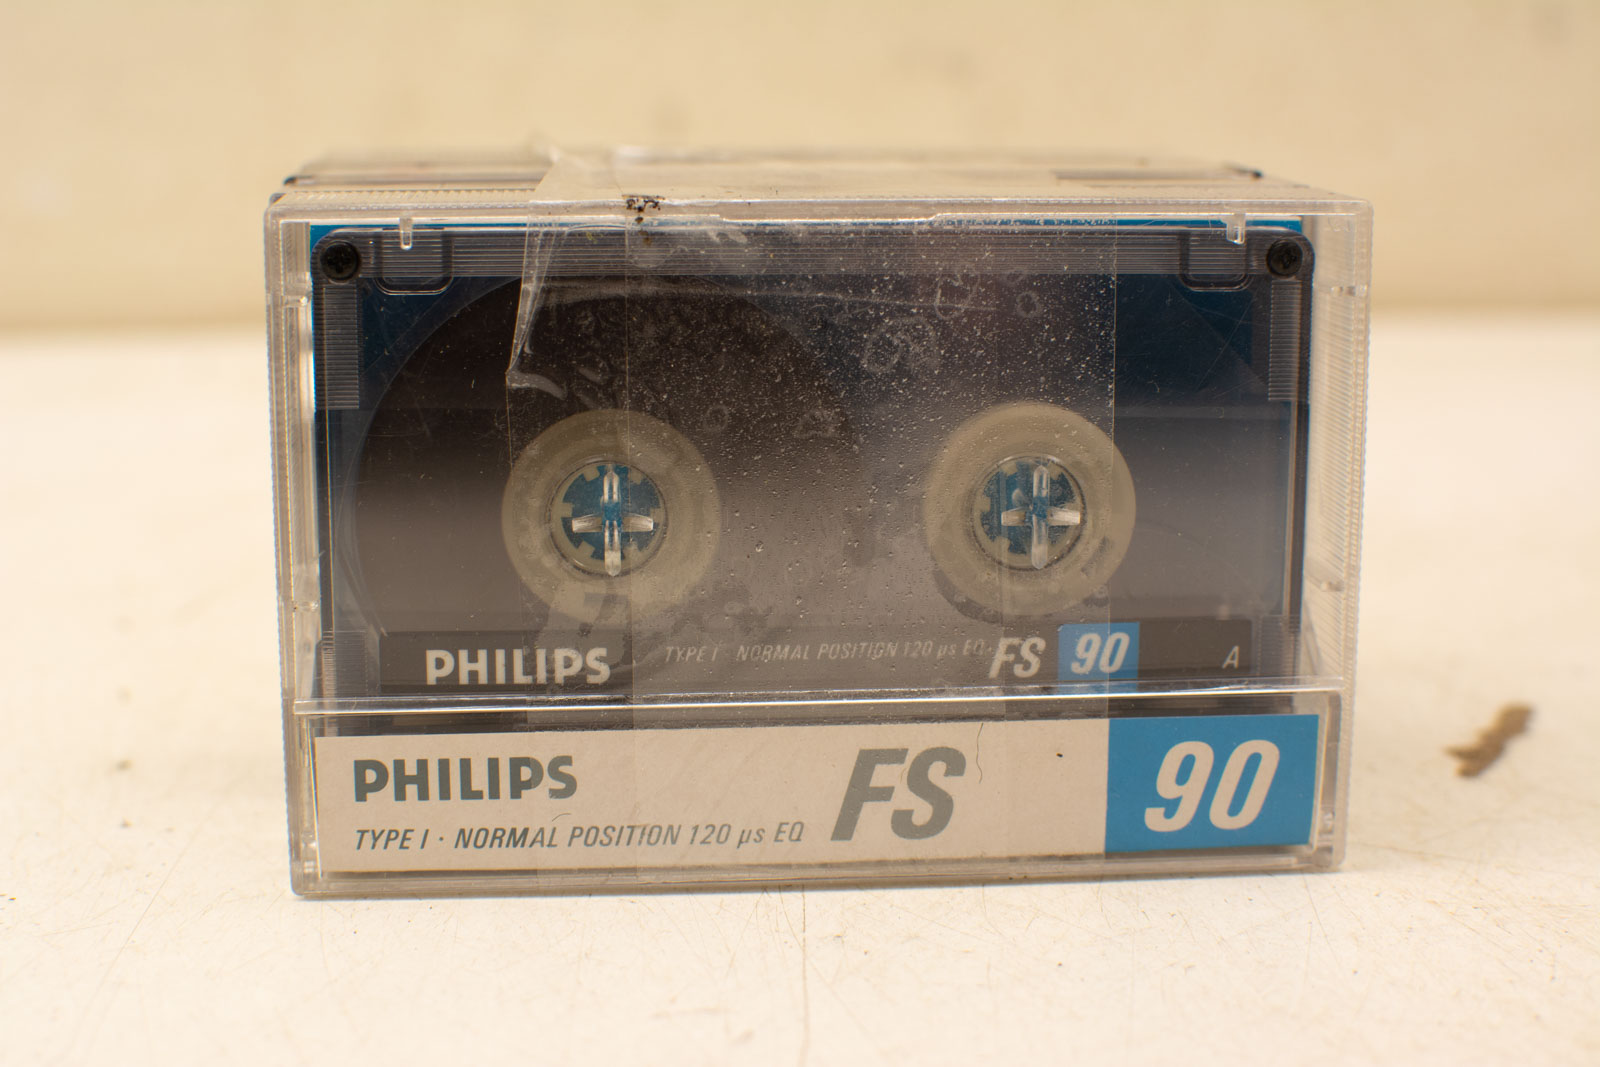 PHILIPS TYPE I NORMAL POSITION 120 µs EQ FS 90 A
PHILIPS FS 90
TYPE I · NORMAL POSITION 120 µs EQ